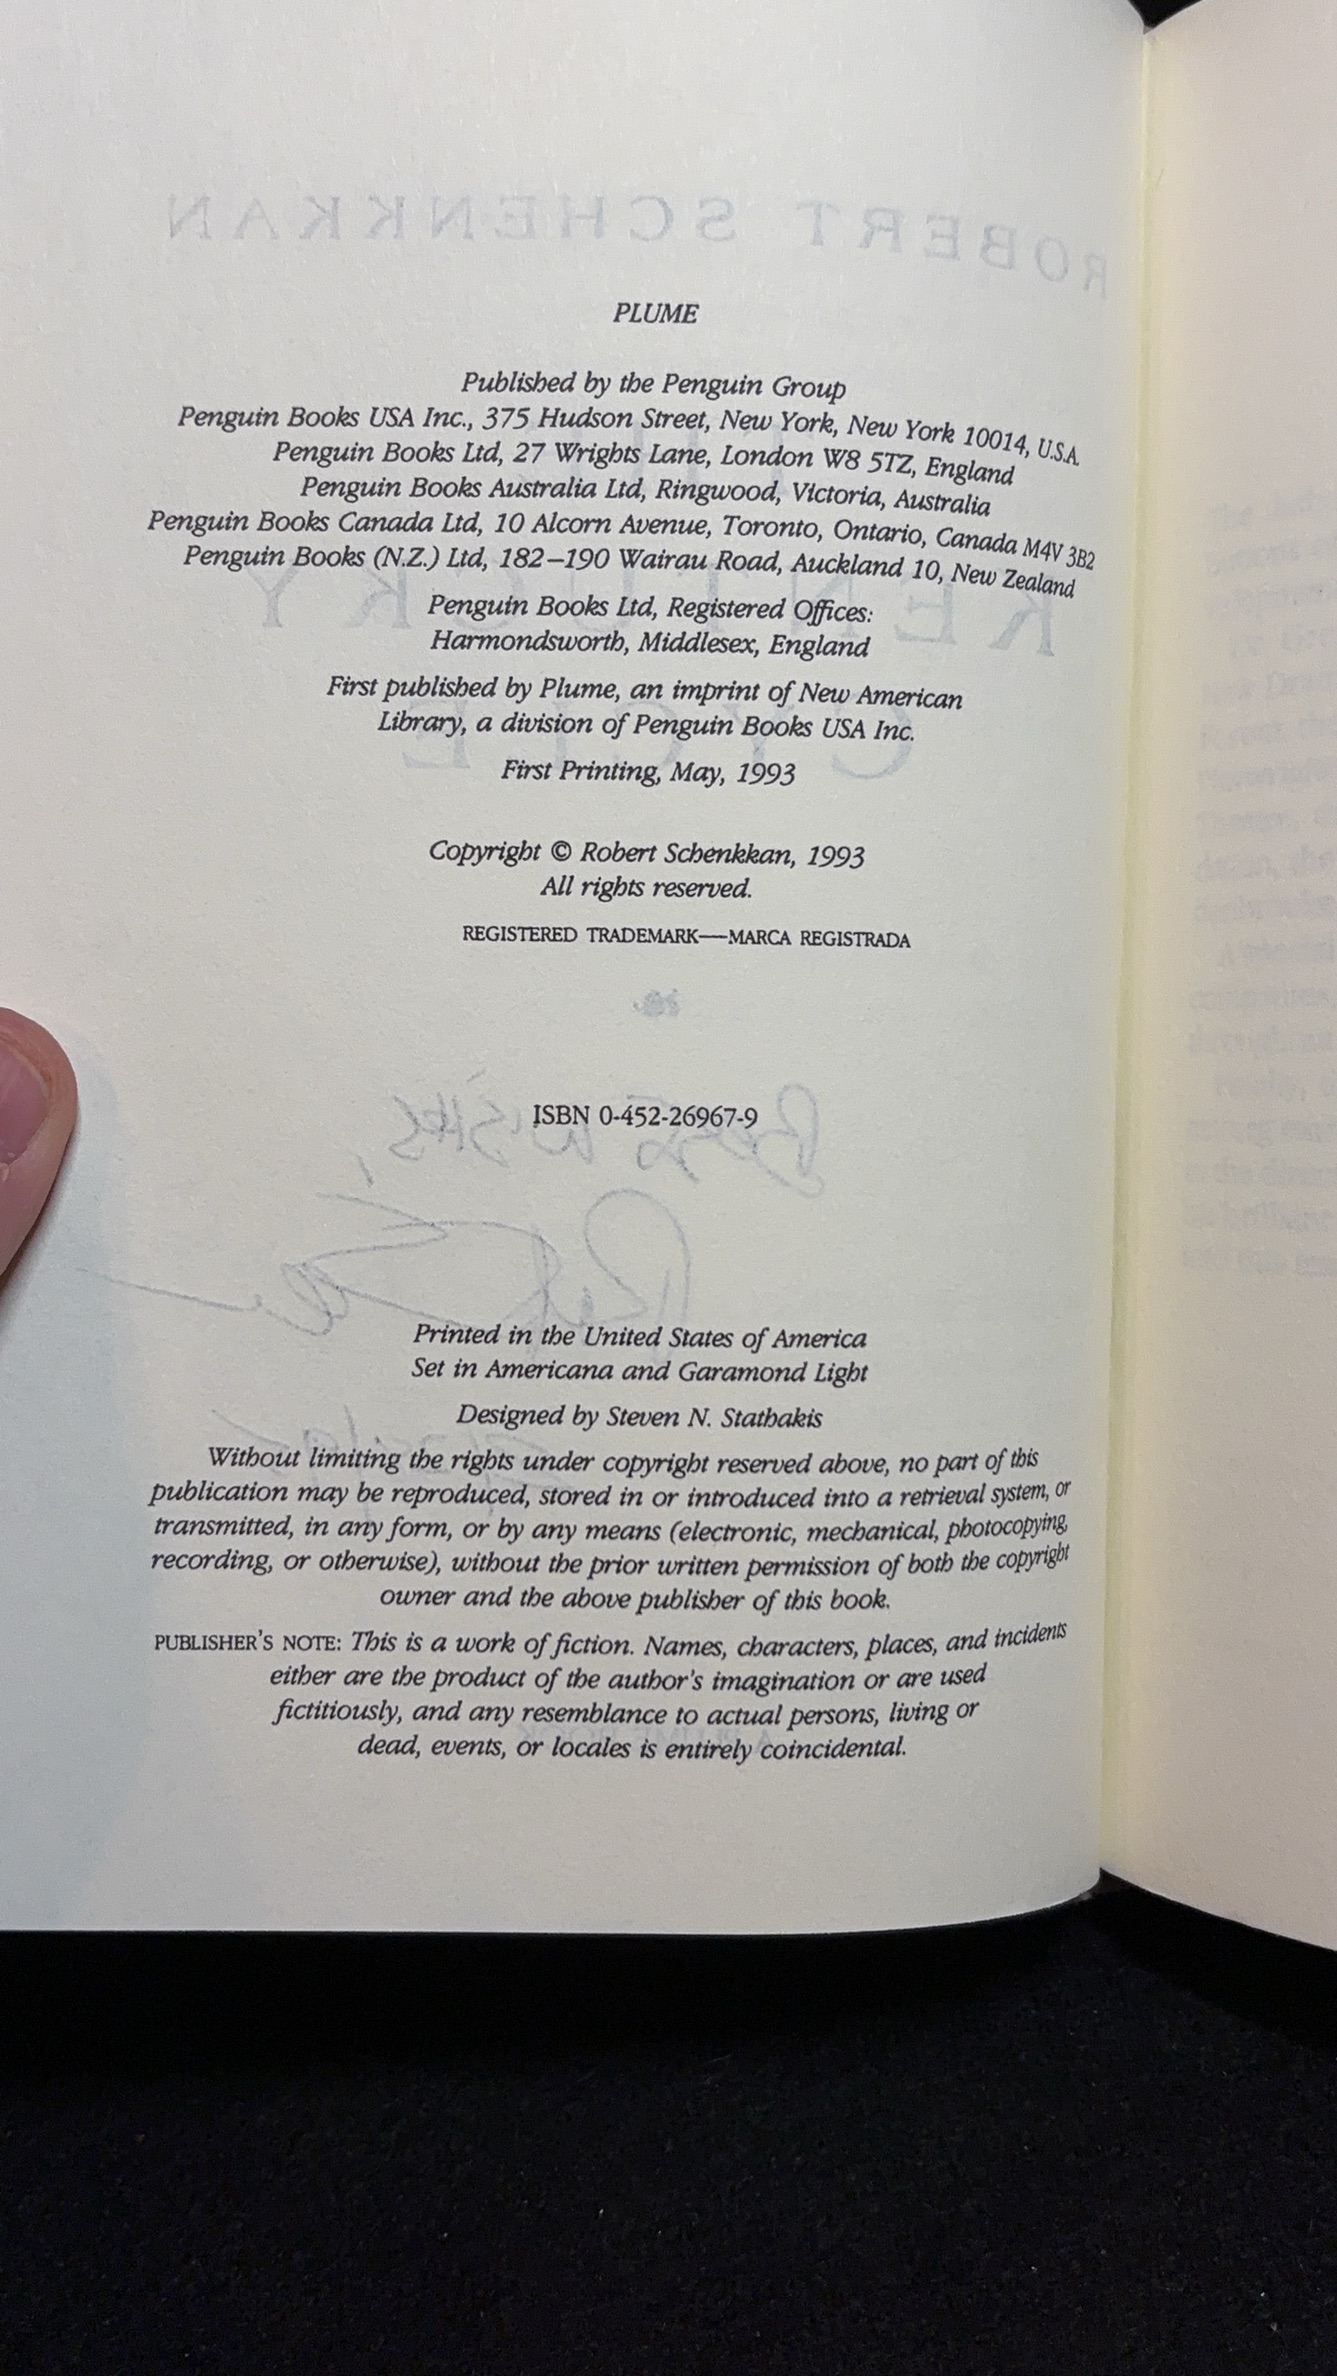 ROBERT SCHENKKAN
PLUME
Published by the Penguin Group
Penguin Books USA Inc., 375 Hudson Street, New York, New York 10014, U.S.A.
Penguin Books Ltd, 27 Wrights Lane, London W8 5TZ, England
Penguin Books Australia Ltd, Ringwood, Victoria, Australia
Penguin Books Canada Ltd, 10 Alcorn Avenue, Toronto, Ontario, Canada M4V 3B2
Penguin Books (N.Z.) Ltd, 182–190 Wairau Road, Auckland 10, New Zealand
Penguin Books Ltd, Registered Offices:
Harmondsworth, Middlesex, England
First published by Plume, an imprint of New American
Library, a division of Penguin Books USA Inc.
First Printing, May, 1993
Copyright © Robert Schenkkan, 1993
All rights reserved.
REGISTERED TRADEMARK—MARCA REGISTRADA
ISBN 0-452-26967-9
Best Wishes,
Printed in the United States of America
Set in Americana and Garamond Light
Designed by Steven N. Stathakis
Without limiting the rights under copyright reserved above, no part of this
publication may be reproduced, stored in or introduced into a retrieval system, or
transmitted, in any form, or by any means (electronic, mechanical, photocopying,
recording, or otherwise), without the prior written permission of both the copyright
owner and the above publisher of this book.
PUBLISHER'S NOTE: This is a work of fiction. Names, characters, places, and incidents
either are the product of the author's imagination or are used
fictitiously, and any resemblance to actual persons, living or
dead, events, or locales is entirely coincidental.